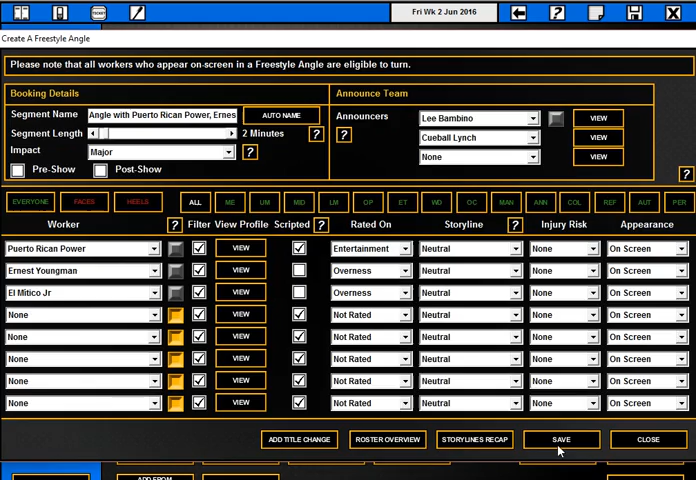 TICKET
Fri Wk 2 Jun 2016
?
X
Create A Freestyle Angle
Please note that all workers who appear on-screen in a Freestyle Angle are eligible to turn.
Booking Details
Announce Team
Segment Name Angle with Puerto Rican Power, Ernes AUTO NAME
Announcers Lee Bambino VIEW
Segment Length 2 Minutes ?
? Cueball Lynch VIEW
Impact Major ?
None VIEW
Pre-Show Post-Show
?
EVERYONE FACES HEELS ALL ME UM MID LM OP ET WD OC MAN ANN COL REF AUT PER
Worker ? Filter View Profile Scripted ? Rated On Storyline ? Injury Risk Appearance
Puerto Rican Power VIEW Entertainment Neutral None On Screen
Ernest Youngman VIEW Overness Neutral None On Screen
El Mitico Jr VIEW Overness Neutral None On Screen
None VIEW Not Rated Neutral None On Screen
None VIEW Not Rated Neutral None On Screen
None VIEW Not Rated Neutral None On Screen
None VIEW Not Rated Neutral None On Screen
None VIEW Not Rated Neutral None On Screen
ADD TITLE CHANGE ROSTER OVERVIEW STORYLINES RECAP SAVE CLOSE
ADD FROM